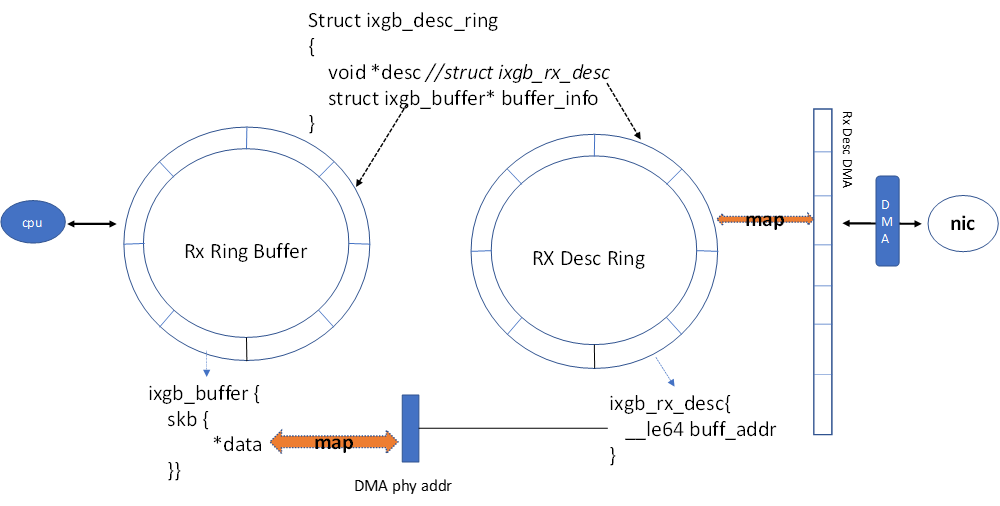 Struct ixgb_desc_ring
{
void *desc //struct ixgb_rx_desc
struct ixgb_buffer* buffer_info
}
Rx Desc DMA
cpu
Rx Ring Buffer
RX Desc Ring
map
DMA
nic
ixgb_buffer {
skb {
*data
}}
map
DMA phy addr
ixgb_rx_desc{
__le64 buff_addr
}